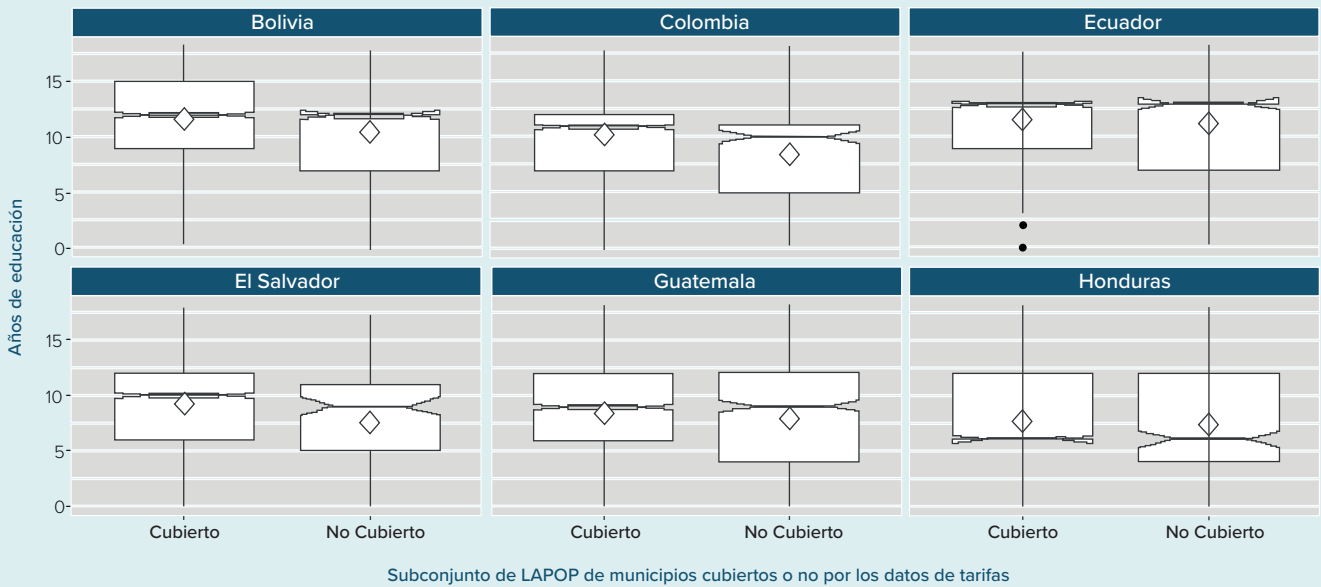 Bolivia
Colombia
Ecuador
15
10
5
0
El Salvador
Guatemala
Honduras
15
10
5
0
Años de educación
Cubierto
No Cubierto
Cubierto
No Cubierto
Cubierto
No Cubierto
Subconjunto de LAPOP de municipios cubiertos o no por los datos de tarifas